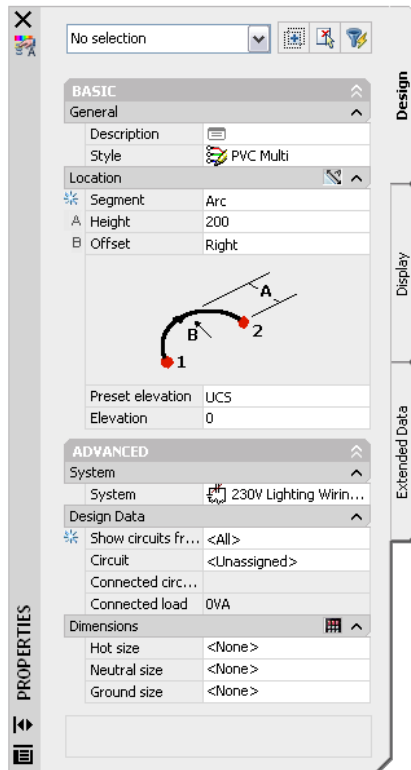 No selection
BASIC
General
Description
Style PVC Multi
Location
Segment Arc
A Height 200
B Offset Right
A
B
2
1
Preset elevation UCS
Elevation 0
ADVANCED
System
System 230V Lighting Wirin...
Design Data
Show circuits fr... <All>
Circuit <Unassigned>
Connected circ...
Connected load 0VA
Dimensions
Hot size <None>
Neutral size <None>
Ground size <None>
Design
Display
Extended Data
PROPERTIES